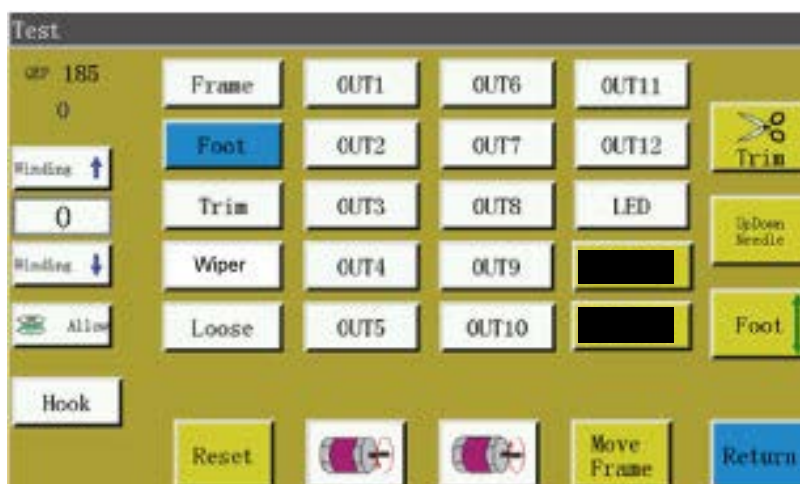 Test
185
0
Winding
0
Winding
Allow
Hook
Frame
OUT1
OUT6
OUT11
Foot
OUT2
OUT7
OUT12
Trim
OUT3
OUT8
LED
Wiper
OUT4
OUT9
Loose
OUT5
OUT10
Trim
UpDown
Needle
Foot
Reset
Move
Frame
Return